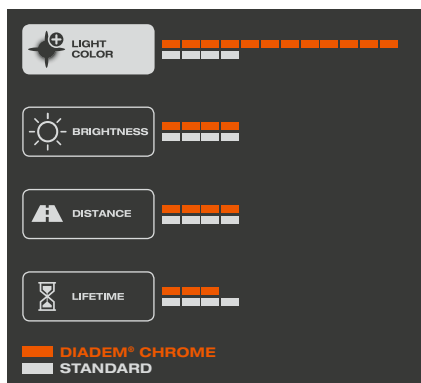 LIGHT
COLOR
BRIGHTNESS
DISTANCE
LIFETIME
DIADEM® CHROME
STANDARD